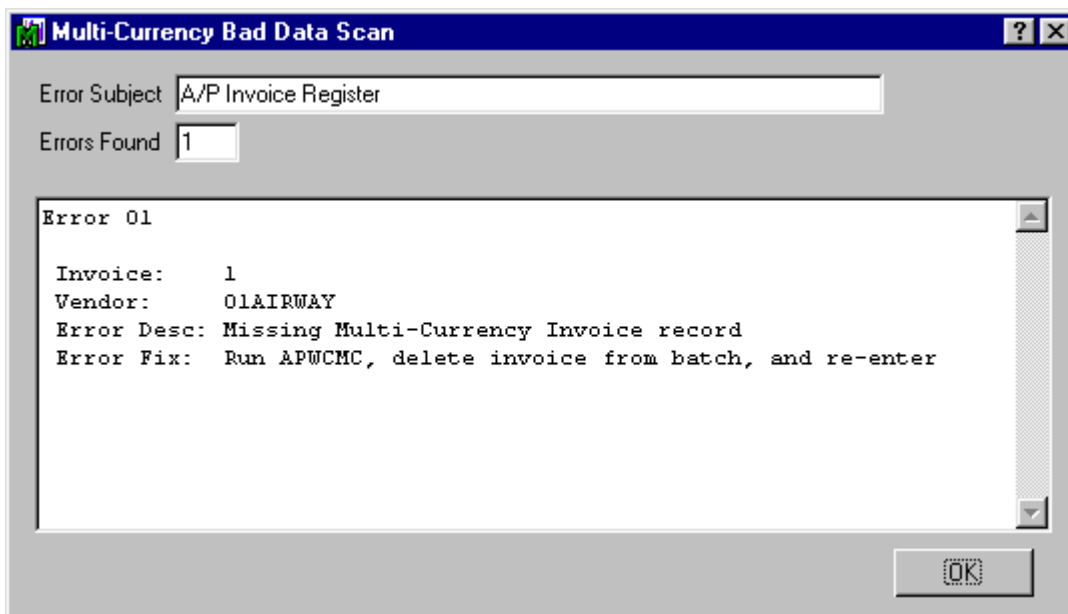 Multi-Currency Bad Data Scan
Error Subject A/P Invoice Register
Errors Found 1
Error 01
Invoice: 1
Vendor: 01AIRWAY
Error Desc: Missing Multi-Currency Invoice record
Error Fix: Run APWCMC, delete invoice from batch, and re-enter
OK